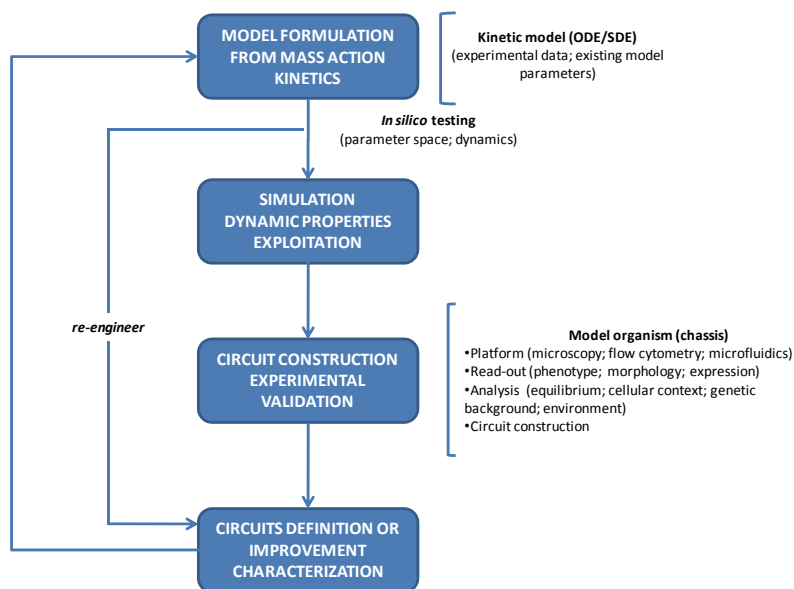 MODEL FORMULATION
FROM MASS ACTION
KINETICS
Kinetic model (ODE/SDE)
(experimental data; existing model
parameters)
In silico testing
(parameter space; dynamics)
SIMULATION
DYNAMIC PROPERTIES
EXPLOITATION
re-engineer
CIRCUIT CONSTRUCTION
EXPERIMENTAL
VALIDATION
Model organism (chassis)
•Platform (microscopy; flow cytometry; microfluidics)
•Read-out (phenotype; morphology; expression)
•Analysis (equilibrium; cellular context; genetic
background; environment)
•Circuit construction
CIRCUITS DEFINITION OR
IMPROVEMENT
CHARACTERIZATION